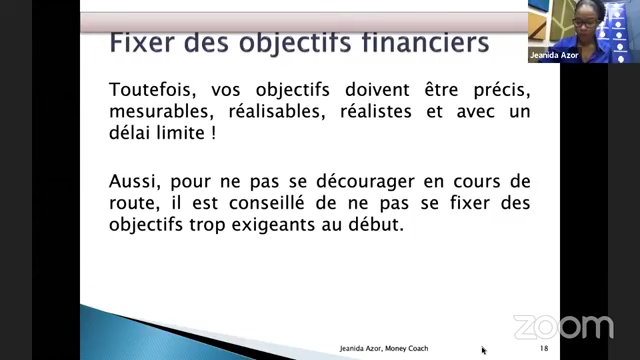 Fixer des objectifs financiers
Jeanida Azor
Toutefois, vos objectifs doivent être précis,
mesurables, réalisables, réalistes et avec un
délai limite !
Aussi, pour ne pas se décourager en cours de
route, il est conseillé de ne pas se fixer des
objectifs trop exigeants au début.
zoom
Jeanida Azor, Money Coach
18